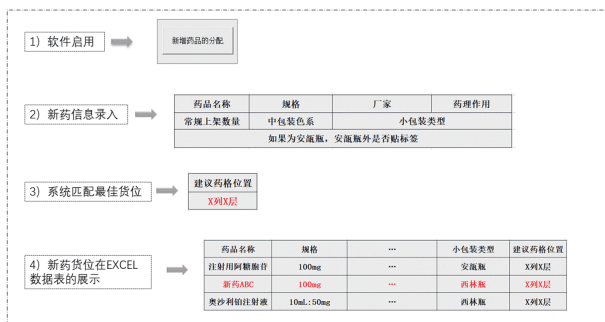 1）软件启用
新增药品的分配
2）新药信息录入
药品名称 规格 厂家 药理作用
常规上架数量 中包装色系 小包装类型
如果为安瓿瓶，安瓿瓶外是否贴标签
3）系统匹配最佳货位
建议药格位置
X列X层
4）新药货位在EXCEL
数据表的展示
药品名称 规格 … 小包装类型 建议药格位置
注射用阿糖胞苷 100mg … 安瓿瓶 X列X层
新药ABC 100mg … 西林瓶 X列X层
奥沙利铂注射液 10mL:50mg … 西林瓶 X列X层